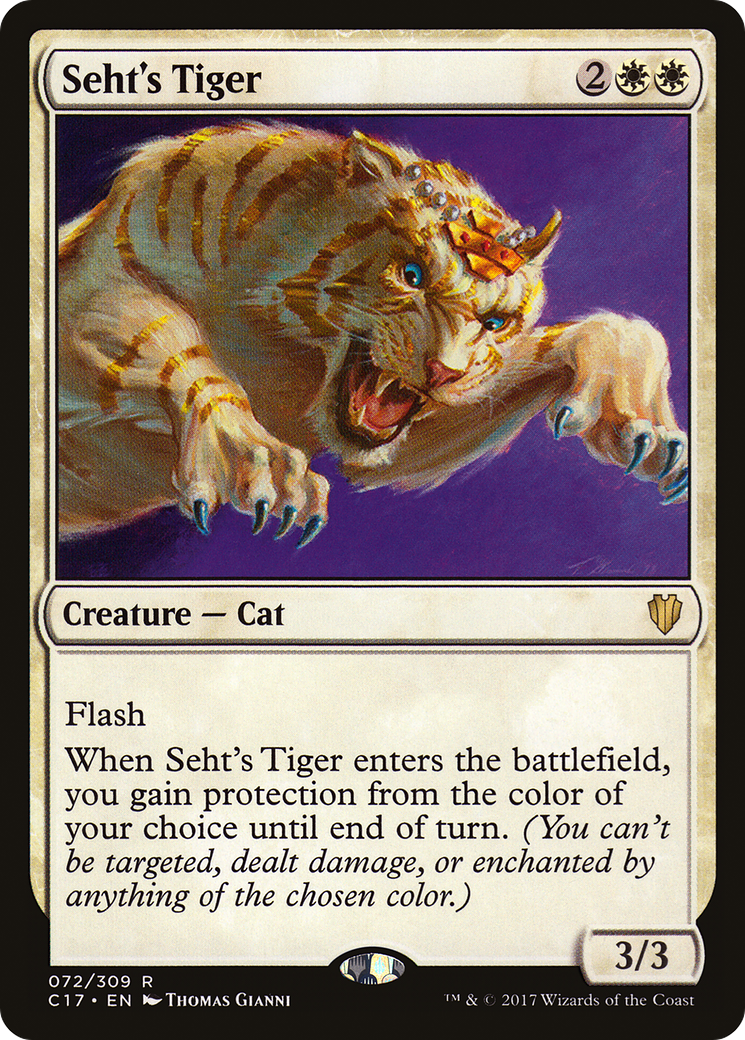 Seht's Tiger 2
Creature — Cat
Flash
When Seht's Tiger enters the battlefield,
you gain protection from the color of
your choice until end of turn. (You can't
be targeted, dealt damage, or enchanted by
anything of the chosen color.)
3/3
072/309 R
C17 • EN Thomas Gianni
™ & © 2017 Wizards of the Coast